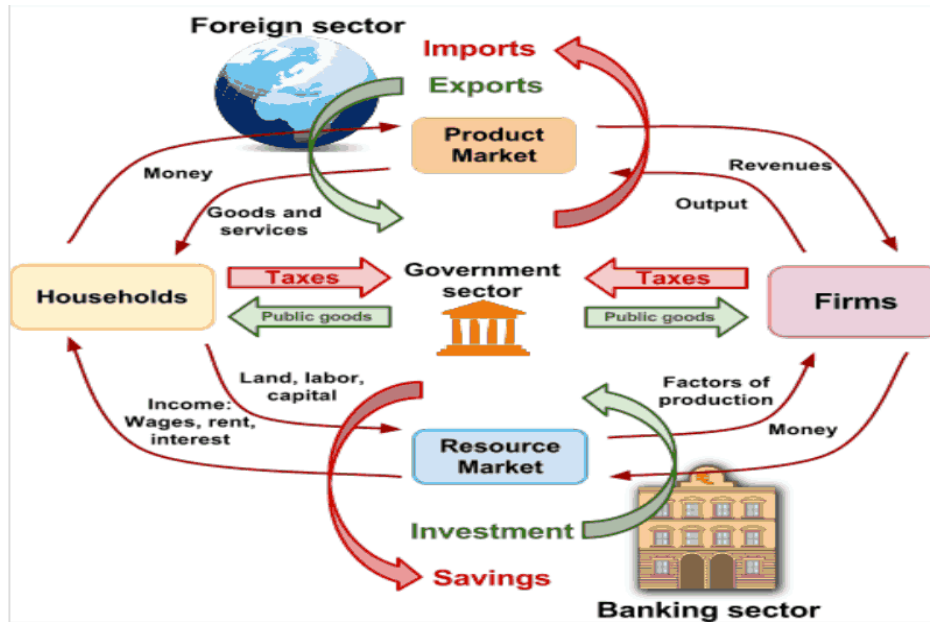 Foreign sector
Imports
Exports
Product
Market
Money
Revenues
Goods and
services
Output
Households
Taxes
Public goods
Government
sector
Taxes
Public goods
Firms
Land, labor,
capital
Income:
Wages, rent,
interest
Factors of
production
Resource
Market
Money
Investment
Savings
Banking sector